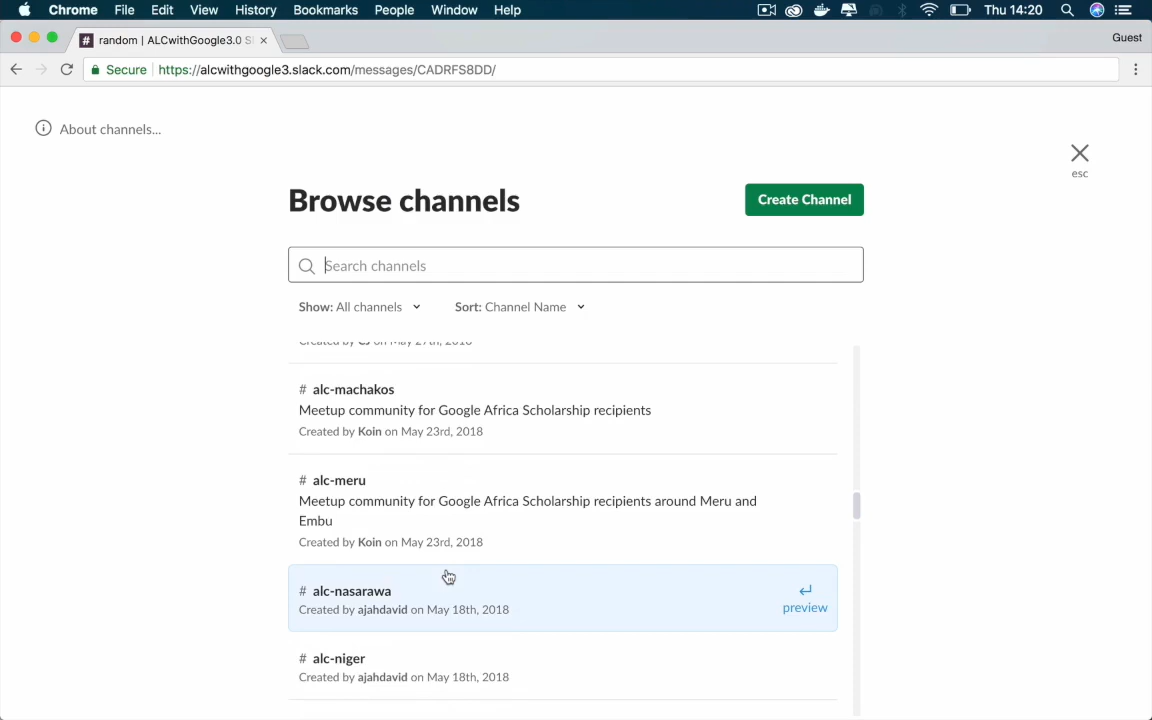 Chrome File Edit View History Bookmarks People Window Help Thu 14:20
random | ALCwithGoogle3.0 Guest
Secure https://alcwithgoogle3.slack.com/messages/CADRFS8DD/
About channels...
esc
Browse channels Create Channel
Search channels
Show: All channels Sort: Channel Name
# alc-machakos
Meetup community for Google Africa Scholarship recipients
Created by Koin on May 23rd, 2018
# alc-meru
Meetup community for Google Africa Scholarship recipients around Meru and
Embu
Created by Koin on May 23rd, 2018
# alc-nasarawa
Created by ajahdavid on May 18th, 2018
preview
# alc-niger
Created by ajahdavid on May 18th, 2018